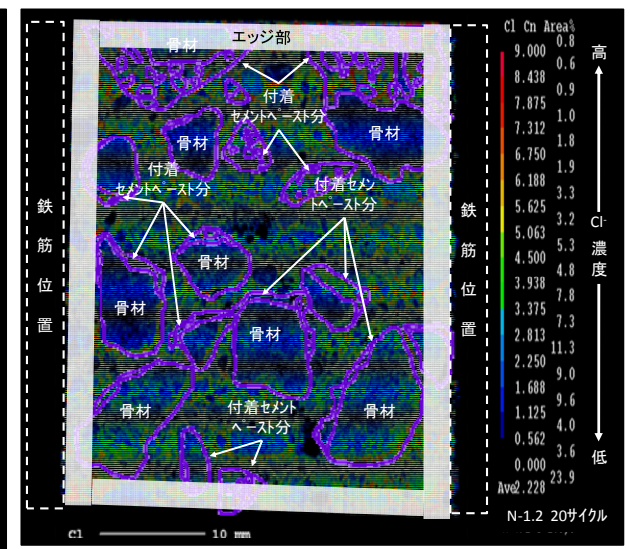 エッジ部
骨材
付着
セメントペースト分
骨材
骨材
付着
セメントペースト分
付着セメン
トペースト分
骨材
骨材
骨材
骨材
付着セメント
ペースト分
骨材
鉄筋位置
鉄筋位置
Cl Cn Area%
0.8
9.000
0.6
8.438
0.9
7.875
1.0
7.312
1.8
6.750
1.9
6.188
3.3
5.625
3.2
5.063
5.3
4.500
4.8
3.938
7.8
3.375
7.3
2.813
11.3
2.250
9.0
1.688
9.6
1.125
4.0
0.562
3.6
0.000
23.9
Ave2.228
高
Cl⁻濃度
低
N-1.2 20サイクル
Cl
10 mm